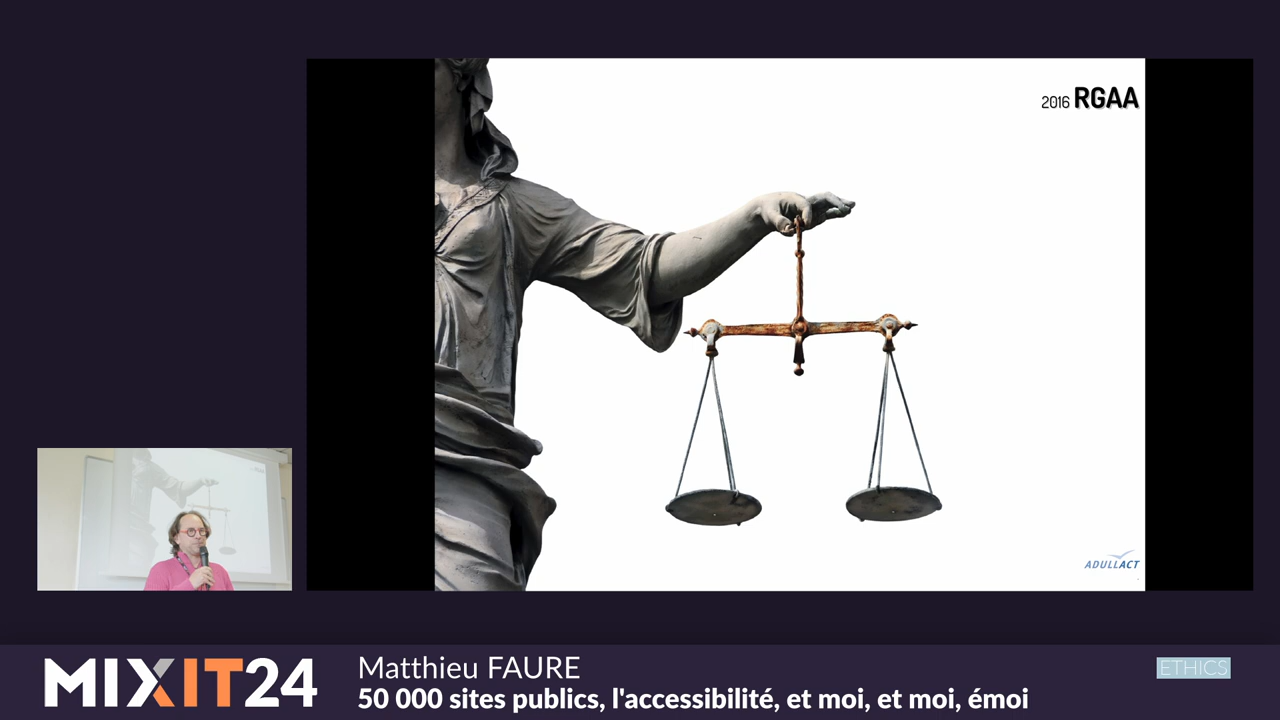 2016 RGAA
ADULLACT
MIXIT24
Matthieu FAURE
50 000 sites publics, l'accessibilité, et moi, et moi, émoi
ETHICS